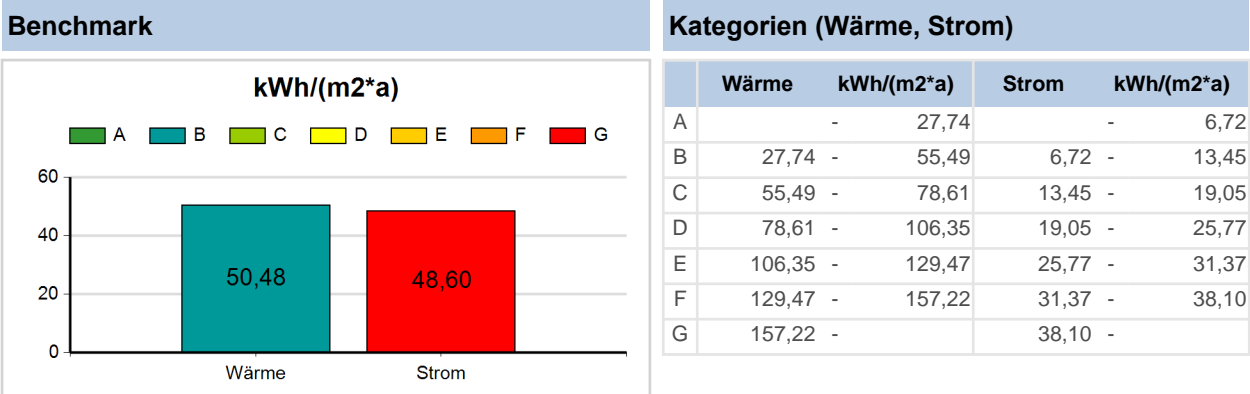 Benchmark
kWh/(m2*a)
A B C D E F G
60
40
20
0
50,48 48,60
Wärme Strom
Kategorien (Wärme, Strom)
Wärme kWh/(m2*a) Strom kWh/(m2*a)
A - 27,74 - 6,72
B 27,74 - 55,49 6,72 - 13,45
C 55,49 - 78,61 13,45 - 19,05
D 78,61 - 106,35 19,05 - 25,77
E 106,35 - 129,47 25,77 - 31,37
F 129,47 - 157,22 31,37 - 38,10
G 157,22 - 38,10 -